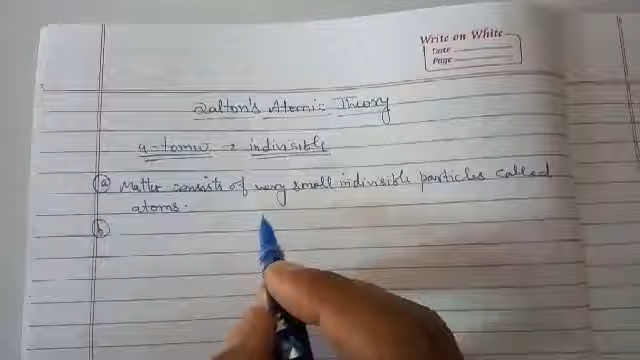 Write on White
Date
Page
Dalton's Atomic Theory
a-tomio → indivisible
(a) Matter consists of very small indivisible particles called
atoms.
(b)